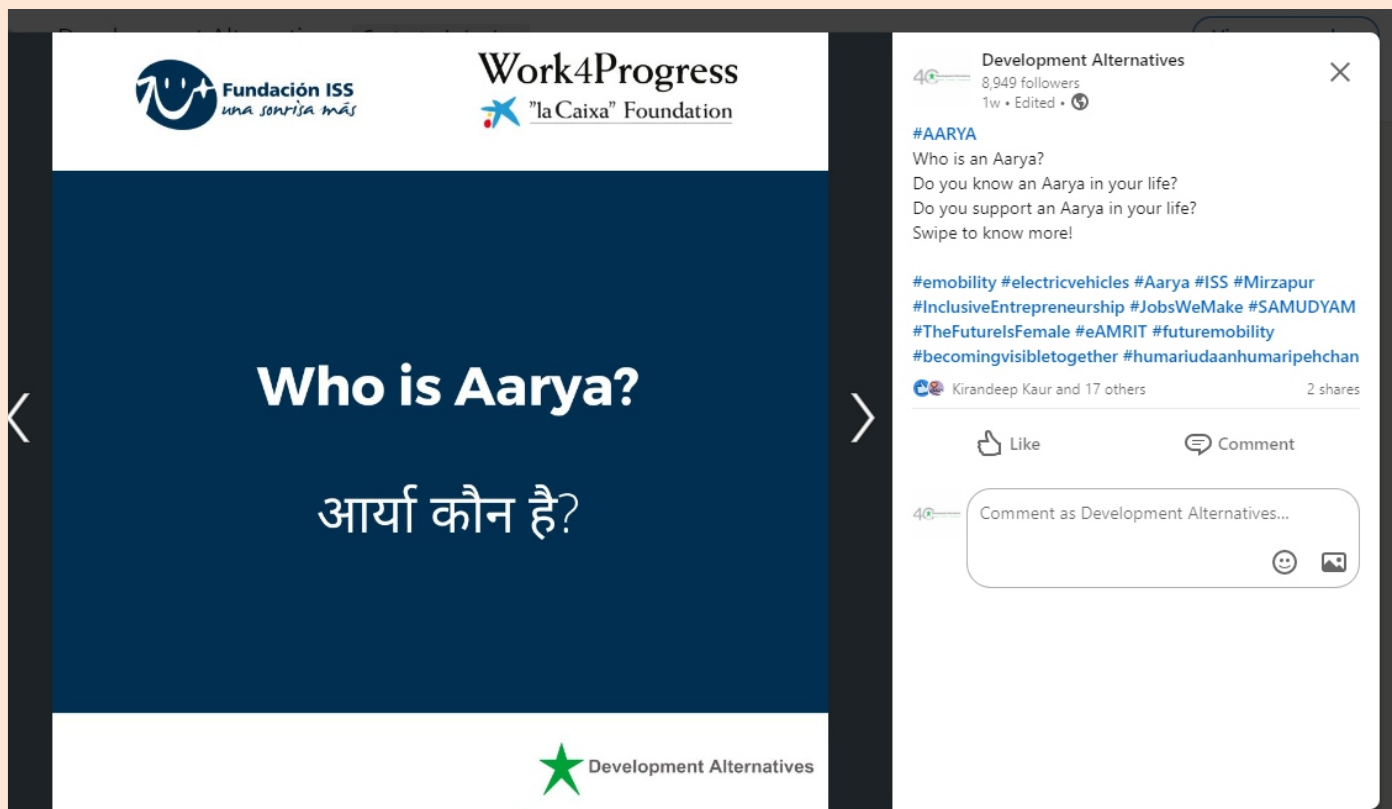 Fundación ISS
una sonrisa más
Work4Progress
"la Caixa" Foundation
Who is Aarya?
आर्या कौन है?
Development Alternatives
Development Alternatives
8,949 followers
1w • Edited •
#AARYA
Who is an Aarya?
Do you know an Aarya in your life?
Do you support an Aarya in your life?
Swipe to know more!
#emobility #electricvehicles #Aarya #ISS #Mirzapur
#InclusiveEntrepreneurship #JobsWeMake #SAMUDYAM
#TheFutureIsFemale #eAMRIT #futuremobility
#becomingvisibletogether #humariudaanhumaripehchan
Kirandeep Kaur and 17 others 2 shares
Like Comment
Comment as Development Alternatives...